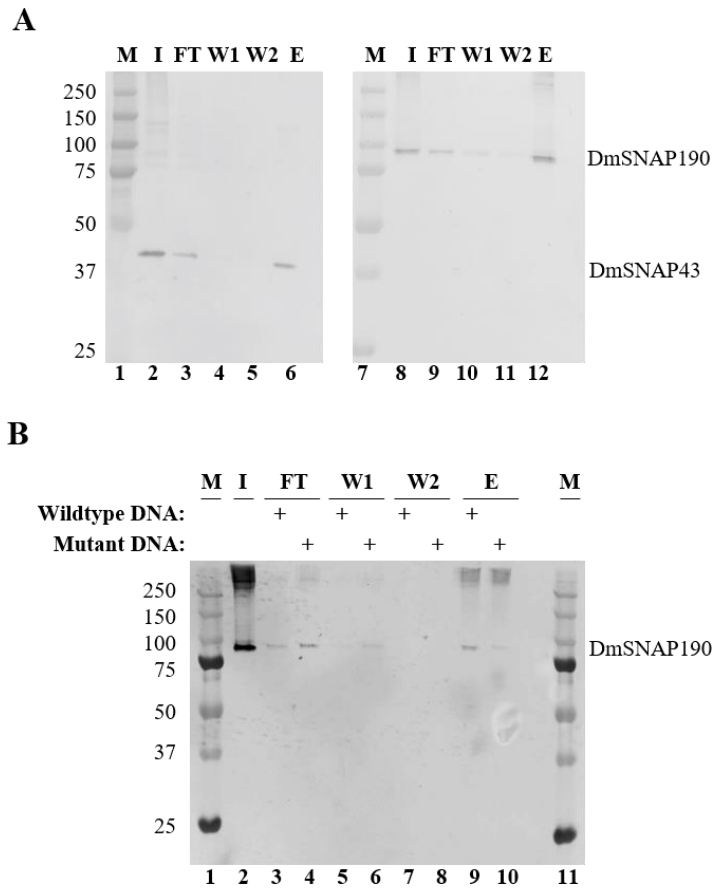 A
M I FT W1 W2 E M I FT W1 W2 E
250
150
100
75
50
37
25
DmSNAP190
DmSNAP43
1 2 3 4 5 6 7 8 9 10 11 12
B
M I FT W1 W2 E M
Wildtype DNA: + + + +
Mutant DNA: + + + +
250
150
100
75
50
37
25
DmSNAP190
1 2 3 4 5 6 7 8 9 10 11